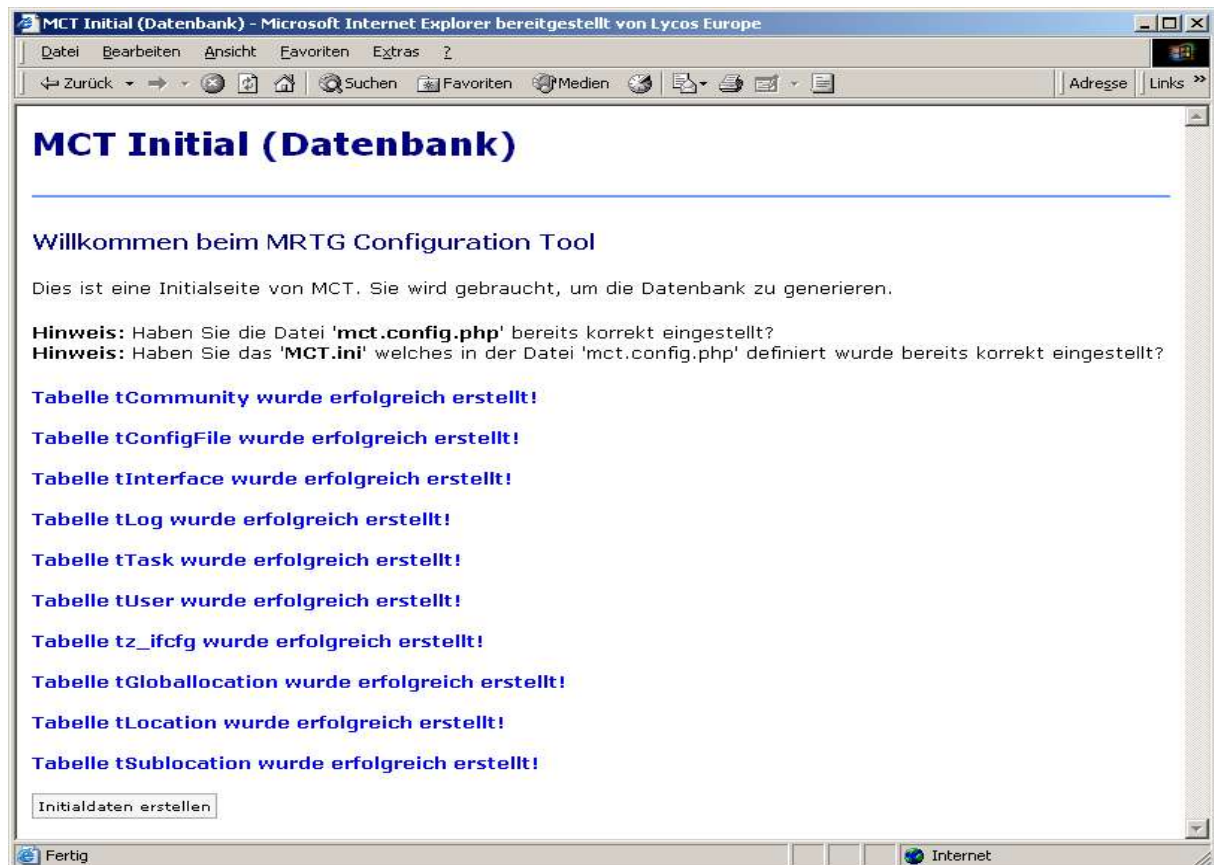 MCT Initial (Datenbank) - Microsoft Internet Explorer bereitgestellt von Lycos Europe
Datei Bearbeiten Ansicht Favoriten Extras ?
Zurück Suchen Favoriten Medien Adresse Links »
MCT Initial (Datenbank)
Willkommen beim MRTG Configuration Tool
Dies ist eine Initialseite von MCT. Sie wird gebraucht, um die Datenbank zu generieren.
Hinweis: Haben Sie die Datei 'mct.config.php' bereits korrekt eingestellt?
Hinweis: Haben Sie das 'MCT.ini' welches in der Datei 'mct.config.php' definiert wurde bereits korrekt eingestellt?
Tabelle tCommunity wurde erfolgreich erstellt!
Tabelle tConfigFile wurde erfolgreich erstellt!
Tabelle tInterface wurde erfolgreich erstellt!
Tabelle tLog wurde erfolgreich erstellt!
Tabelle tTask wurde erfolgreich erstellt!
Tabelle tUser wurde erfolgreich erstellt!
Tabelle tz_ifcfg wurde erfolgreich erstellt!
Tabelle tGloballocation wurde erfolgreich erstellt!
Tabelle tLocation wurde erfolgreich erstellt!
Tabelle tSublocation wurde erfolgreich erstellt!
Initialdaten erstellen
Fertig Internet